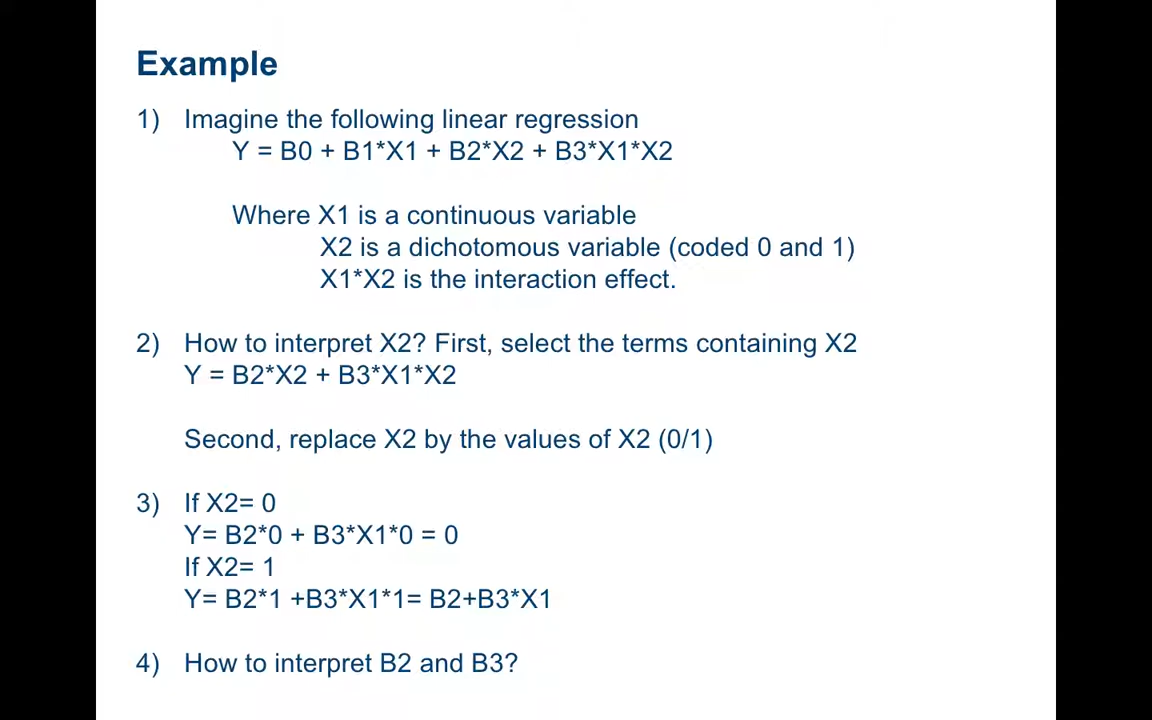 Example
1) Imagine the following linear regression
Y = B0 + B1*X1 + B2*X2 + B3*X1*X2
Where X1 is a continuous variable
X2 is a dichotomous variable (coded 0 and 1)
X1*X2 is the interaction effect.
2) How to interpret X2? First, select the terms containing X2
Y = B2*X2 + B3*X1*X2
Second, replace X2 by the values of X2 (0/1)
3) If X2= 0
Y= B2*0 + B3*X1*0 = 0
If X2= 1
Y= B2*1 +B3*X1*1= B2+B3*X1
4) How to interpret B2 and B3?